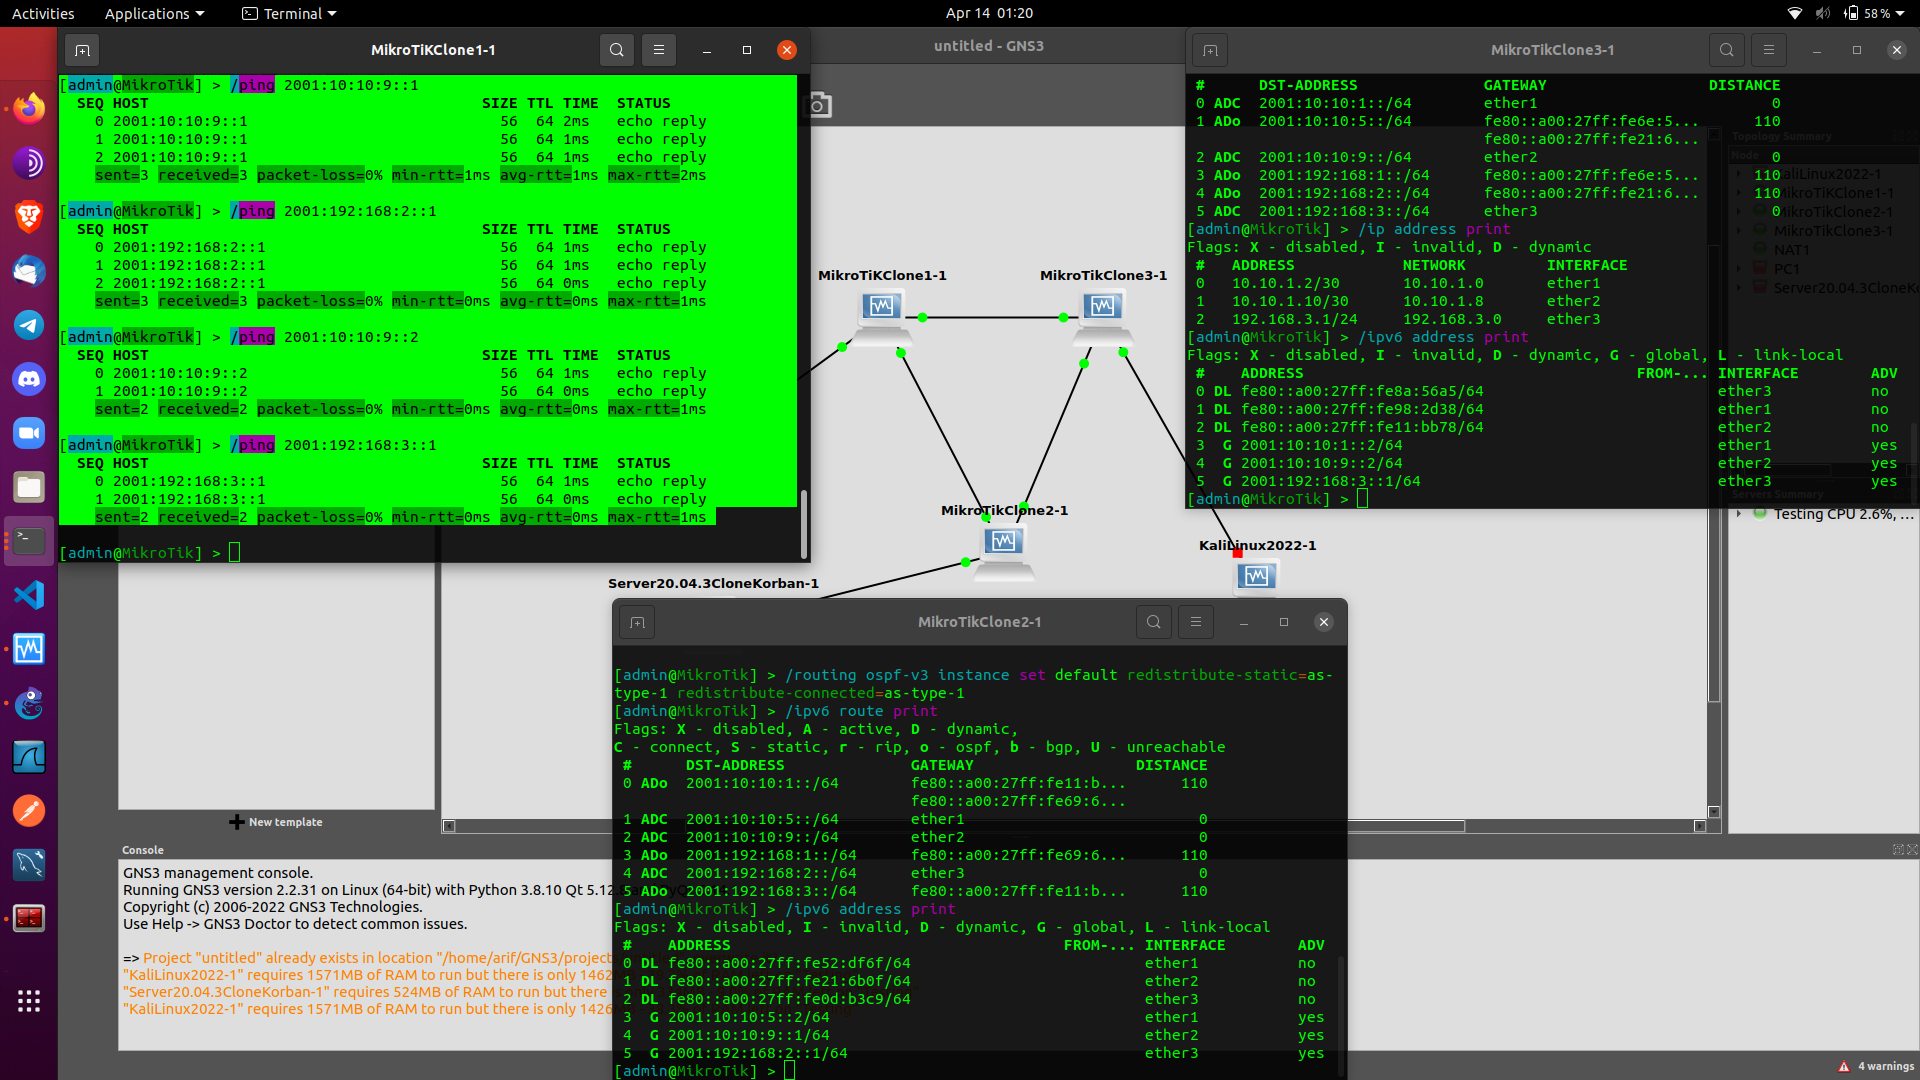 Activities Applications Terminal Apr 14 01:20 58 %
MikroTiKClone1-1
[admin@MikroTik] > /ping 2001:10:10:9::1
SEQ HOST SIZE TTL TIME STATUS
0 2001:10:10:9::1 56 64 2ms echo reply
1 2001:10:10:9::1 56 64 1ms echo reply
2 2001:10:10:9::1 56 64 1ms echo reply
sent=3 received=3 packet-loss=0% min-rtt=1ms avg-rtt=1ms max-rtt=2ms
[admin@MikroTik] > /ping 2001:192:168:2::1
SEQ HOST SIZE TTL TIME STATUS
0 2001:192:168:2::1 56 64 1ms echo reply
1 2001:192:168:2::1 56 64 1ms echo reply
2 2001:192:168:2::1 56 64 0ms echo reply
sent=3 received=3 packet-loss=0% min-rtt=0ms avg-rtt=0ms max-rtt=1ms
[admin@MikroTik] > /ping 2001:10:10:9::2
SEQ HOST SIZE TTL TIME STATUS
0 2001:10:10:9::2 56 64 1ms echo reply
1 2001:10:10:9::2 56 64 0ms echo reply
sent=2 received=2 packet-loss=0% min-rtt=0ms avg-rtt=0ms max-rtt=1ms
[admin@MikroTik] > /ping 2001:192:168:3::1
SEQ HOST SIZE TTL TIME STATUS
0 2001:192:168:3::1 56 64 1ms echo reply
1 2001:192:168:3::1 56 64 0ms echo reply
sent=2 received=2 packet-loss=0% min-rtt=0ms avg-rtt=0ms max-rtt=1ms
[admin@MikroTik] >
untitled - GNS3
MikroTiKClone1-1
MikroTikClone3-1
MikroTikClone2-1
KaliLinux2022-1
Server20.04.3CloneKorban-1
MikroTikClone3-1
# DST-ADDRESS GATEWAY DISTANCE
0 ADC 2001:10:10:1::/64 ether1 0
1 ADo 2001:10:10:5::/64 fe80::a00:27ff:fe6e:5... 110
fe80::a00:27ff:fe21:6...
2 ADC 2001:10:10:9::/64 ether2 0
3 ADo 2001:192:168:1::/64 fe80::a00:27ff:fe6e:5... 110
4 ADo 2001:192:168:2::/64 fe80::a00:27ff:fe21:6... 110
5 ADC 2001:192:168:3::/64 ether3 0
[admin@MikroTik] > /ip address print
Flags: X - disabled, I - invalid, D - dynamic
# ADDRESS NETWORK INTERFACE
0 10.10.1.2/30 10.10.1.0 ether1
1 10.10.1.10/30 10.10.1.8 ether2
2 192.168.3.1/24 192.168.3.0 ether3
[admin@MikroTik] > /ipv6 address print
Flags: X - disabled, I - invalid, D - dynamic, G - global, L - link-local
# ADDRESS FROM-... INTERFACE ADV
0 DL fe80::a00:27ff:fe8a:56a5/64 ether3 no
1 DL fe80::a00:27ff:fe98:2d38/64 ether1 no
2 DL fe80::a00:27ff:fe11:bb78/64 ether2 no
3 G 2001:10:10:1::2/64 ether1 yes
4 G 2001:10:10:9::2/64 ether2 yes
5 G 2001:192:168:3::1/64 ether3 yes
[admin@MikroTik] >
Topology Summary
Node
KaliLinux2022-1
MikroTiKClone1-1
MikroTikClone2-1
MikroTikClone3-1
NAT1
PC1
Server20.04.3CloneKo
Servers Summary
Testing CPU 2.6%, ...
MikroTikClone2-1
[admin@MikroTik] > /routing ospf-v3 instance set default redistribute-static=as-
type-1 redistribute-connected=as-type-1
[admin@MikroTik] > /ipv6 route print
Flags: X - disabled, A - active, D - dynamic,
C - connect, S - static, r - rip, o - ospf, b - bgp, U - unreachable
# DST-ADDRESS GATEWAY DISTANCE
0 ADo 2001:10:10:1::/64 fe80::a00:27ff:fe11:b... 110
fe80::a00:27ff:fe69:6...
1 ADC 2001:10:10:5::/64 ether1 0
2 ADC 2001:10:10:9::/64 ether2 0
3 ADo 2001:192:168:1::/64 fe80::a00:27ff:fe69:6... 110
4 ADC 2001:192:168:2::/64 ether3 0
5 ADo 2001:192:168:3::/64 fe80::a00:27ff:fe11:b... 110
[admin@MikroTik] > /ipv6 address print
Flags: X - disabled, I - invalid, D - dynamic, G - global, L - link-local
# ADDRESS FROM-... INTERFACE ADV
0 DL fe80::a00:27ff:fe52:df6f/64 ether1 no
1 DL fe80::a00:27ff:fe21:6b0f/64 ether2 no
2 DL fe80::a00:27ff:fe0d:b3c9/64 ether3 no
3 G 2001:10:10:5::2/64 ether1 yes
4 G 2001:10:10:9::1/64 ether2 yes
5 G 2001:192:168:2::1/64 ether3 yes
[admin@MikroTik] >
New template
Console
GNS3 management console.
Running GNS3 version 2.2.31 on Linux (64-bit) with Python 3.8.10 Qt 5.12.
Copyright (c) 2006-2022 GNS3 Technologies.
Use Help -> GNS3 Doctor to detect common issues.
=> Project "untitled" already exists in location "/home/arif/GNS3/project
"KaliLinux2022-1" requires 1571MB of RAM to run but there is only 1462
"Server20.04.3CloneKorban-1" requires 524MB of RAM to run but there
"KaliLinux2022-1" requires 1571MB of RAM to run but there is only 1426
4 warnings